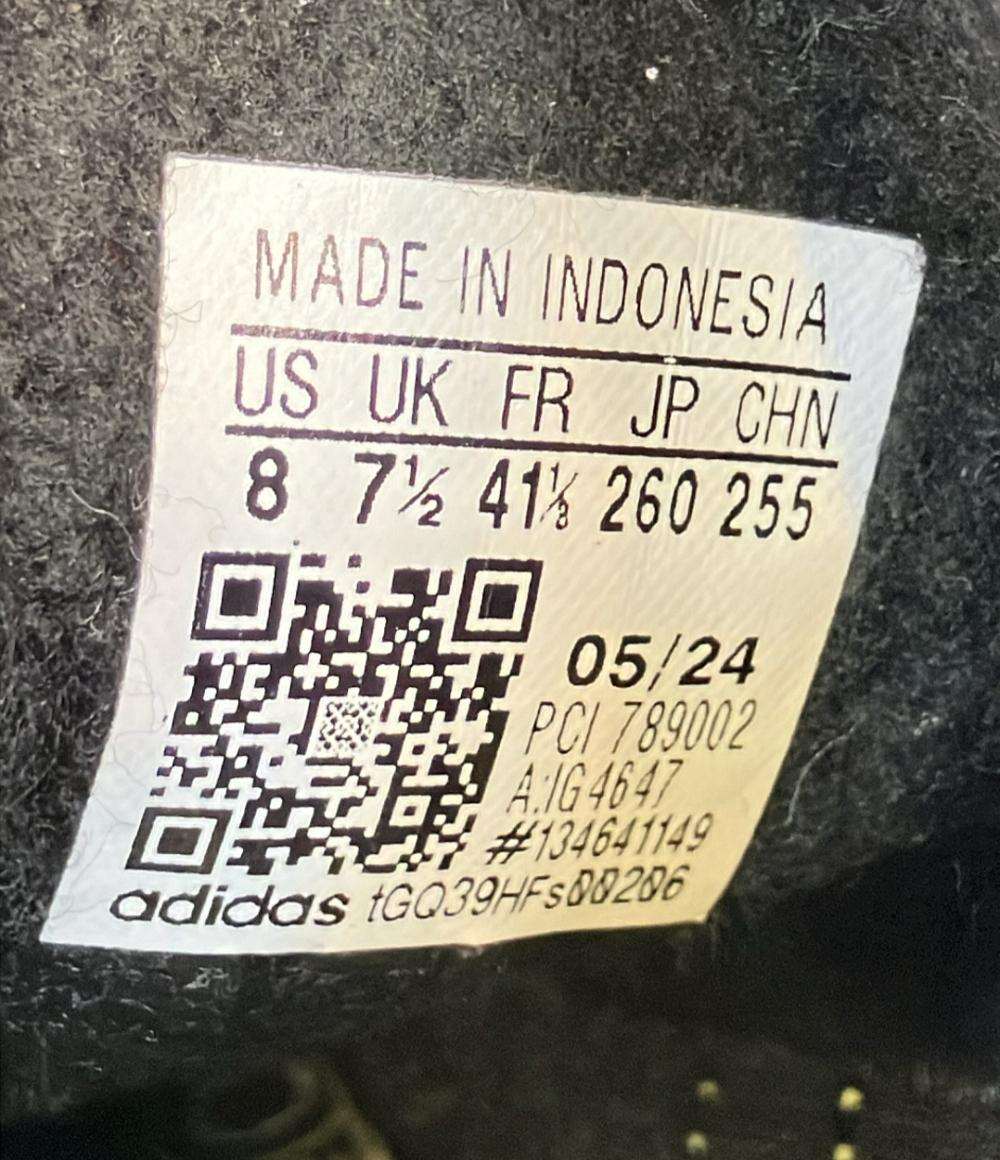 MADE IN INDONESIA
US UK FR JP CHN
8 7½ 41⅓ 260 255
05/24
PCI 789002
A:IG4647
#134641149
adidas tGQ39HFs00206